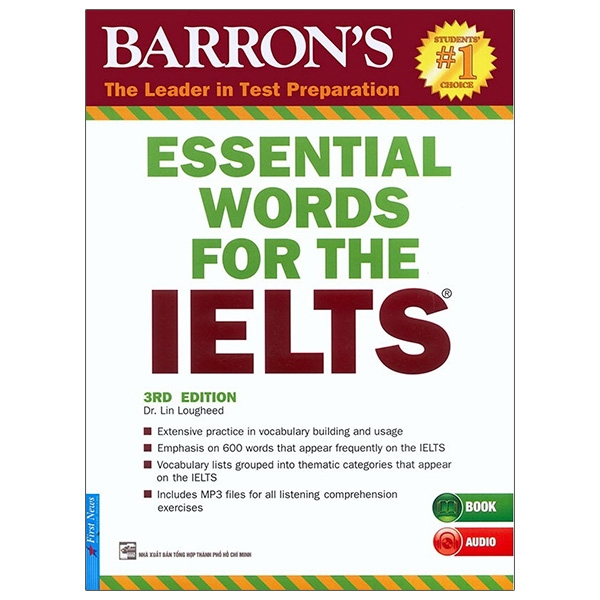 BARRON'S
The Leader in Test Preparation
STUDENTS'
#1
CHOICE
ESSENTIAL
WORDS
FOR THE
IELTS®
3RD EDITION
Dr. Lin Lougheed
Extensive practice in vocabulary building and usage
Emphasis on 600 words that appear frequently on the IELTS
Vocabulary lists grouped into thematic categories that appear
on the IELTS
Includes MP3 files for all listening comprehension
exercises
BOOK
AUDIO
First News
NHÀ XUẤT BẢN TỔNG HỢP THÀNH PHỐ HỒ CHÍ MINH